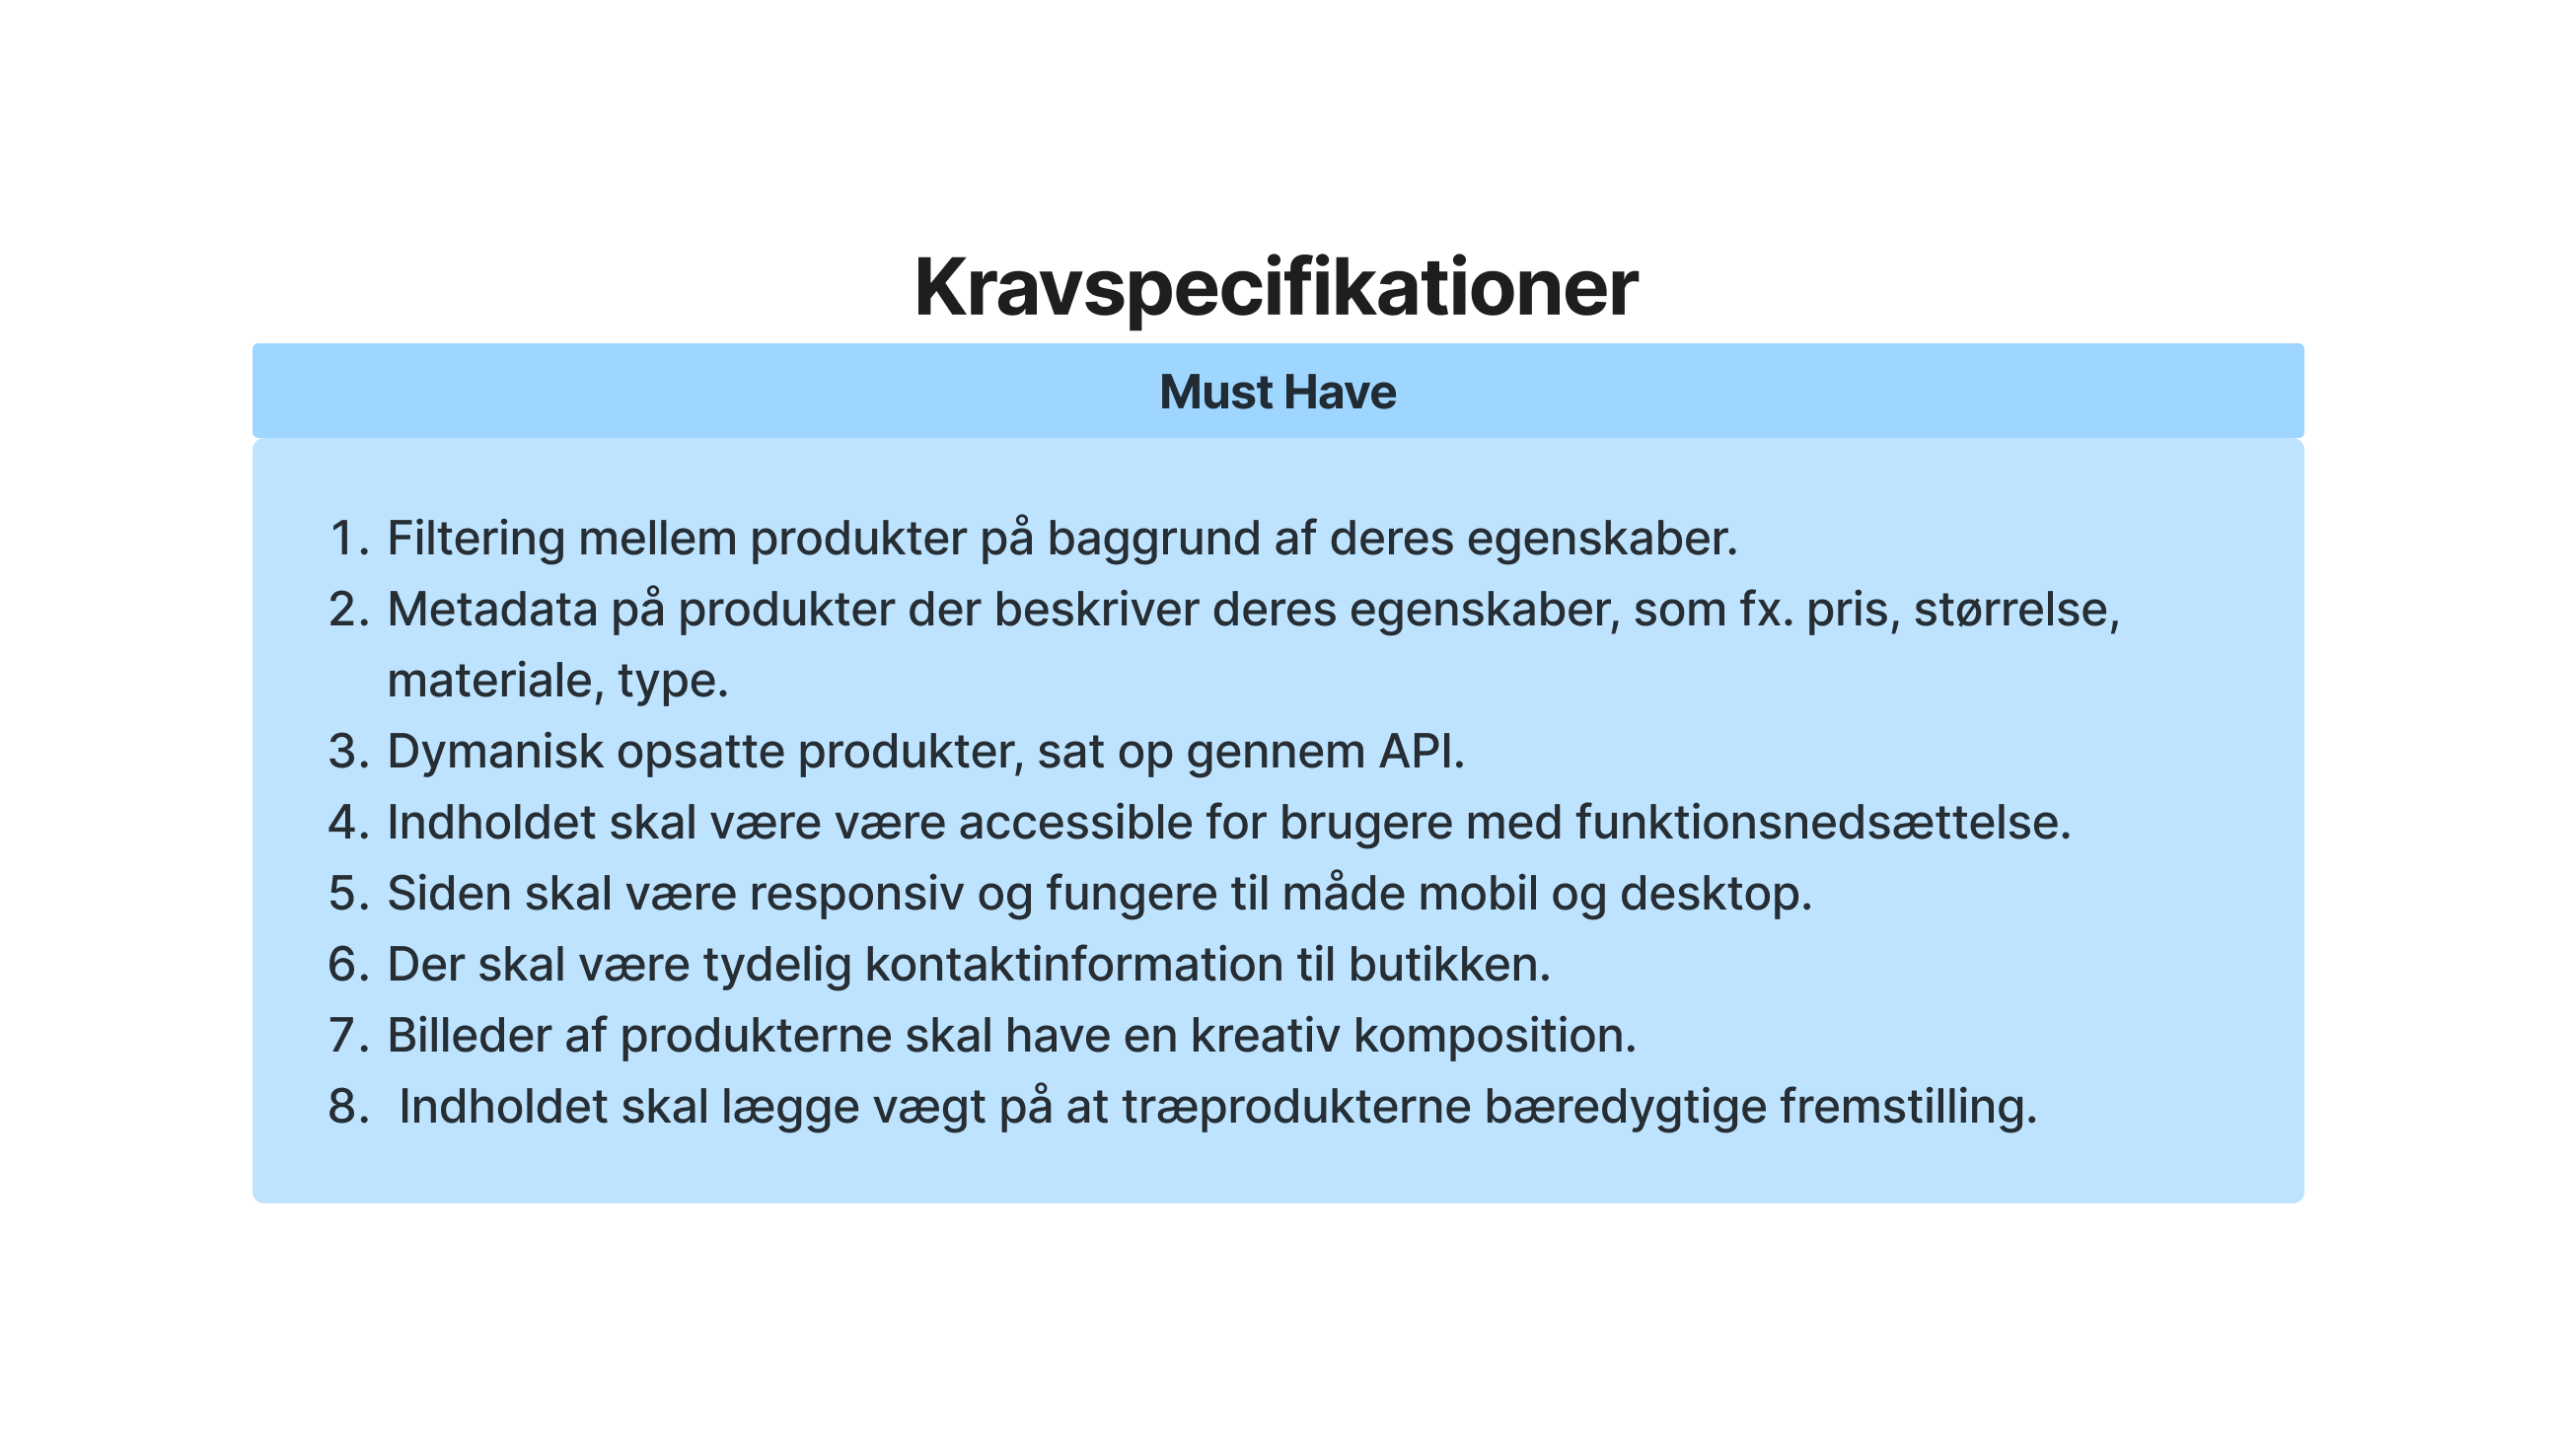 Kravspecifikationer
Must Have
1. Filtering mellem produkter på baggrund af deres egenskaber.
2. Metadata på produkter der beskriver deres egenskaber, som fx. pris, størrelse,
materiale, type.
3. Dymanisk opsatte produkter, sat op gennem API.
4. Indholdet skal være være accessible for brugere med funktionsnedsættelse.
5. Siden skal være responsiv og fungere til måde mobil og desktop.
6. Der skal være tydelig kontaktinformation til butikken.
7. Billeder af produkterne skal have en kreativ komposition.
8. Indholdet skal lægge vægt på at træprodukterne bæredygtige fremstilling.